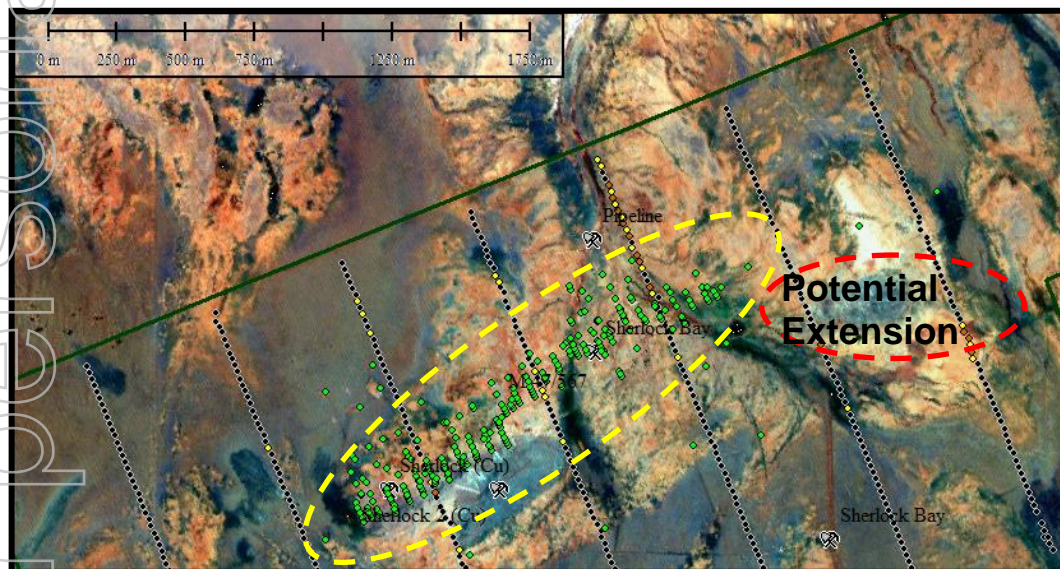 0 m 250 m 500 m 750 m 1250 m 1750 m
Pipeline
Potential
Extension
Sherlock Bay
Sherlock (Cu)
Sherlock 2 (Cu)
Sherlock Bay